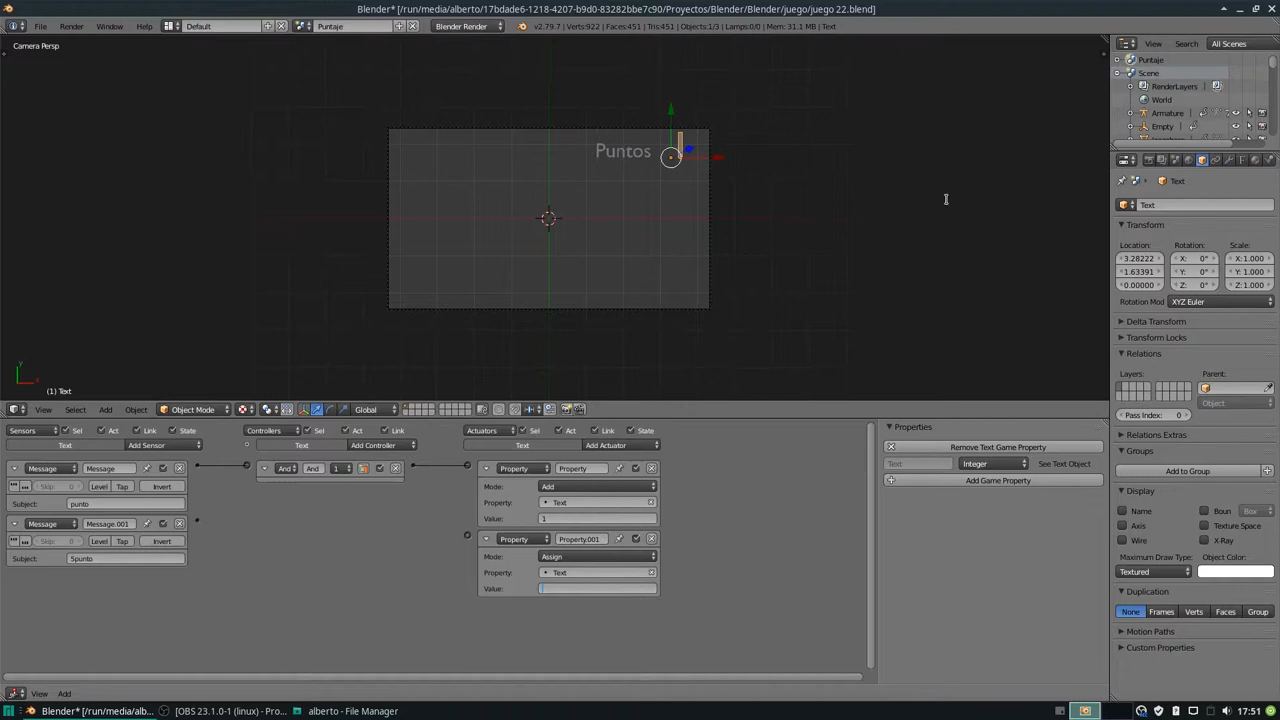 Blender* [/run/media/alberto/17bdade6-1218-4207-b9d0-83282bbe7c90/Proyectos/Blender/Blender/juego/juego 22.blend]
File Render Window Help Default Puntaje Blender Render v2.79.7 | Verts:922 | Faces:451 | Tris:451 | Objects:1/3 | Lamps:0/0 | Mem: 31.1 MB | Text
View Search All Scenes
Camera Persp
Puntaje
Scene
RenderLayers
World
Armature
Empty
Puntos
Text
Text
Transform
Location: Rotation: Scale:
3.28222 X: 0° X: 1.000
1.63391 Y: 0° Y: 1.000
0.00000 Z: 0° Z: 1.000
Rotation Mod XYZ Euler
Delta Transform
Transform Locks
Relations
Layers: Parent:
Object
Pass Index: 0
Relations Extras
Groups
Add to Group
Display
Name Boun Box
Axis Texture Space
Wire X-Ray
Maximum Draw Type: Object Color:
Textured
Duplication
None Frames Verts Faces Group
Motion Paths
Custom Properties
y
x
(1) Text
View Select Add Object Object Mode Global
Sensors Sel Act Link State
Text Add Sensor
Message Message
Skip: 0 Level Tap Invert
Subject: punto
Message Message.001
Skip: 0 Level Tap Invert
Subject: 5punto
Controllers Sel Act Link
Text Add Controller
And And 1
Actuators Sel Act Link State
Text Add Actuator
Property Property
Mode: Add
Property: Text
Value: 1
Property Property.001
Mode: Assign
Property: Text
Value:
Properties
Remove Text Game Property
Text Integer See Text Object
Add Game Property
View Add
Blender* [/run/media/alb... [OBS 23.1.0-1 (linux) - Pro... alberto - File Manager 17:51